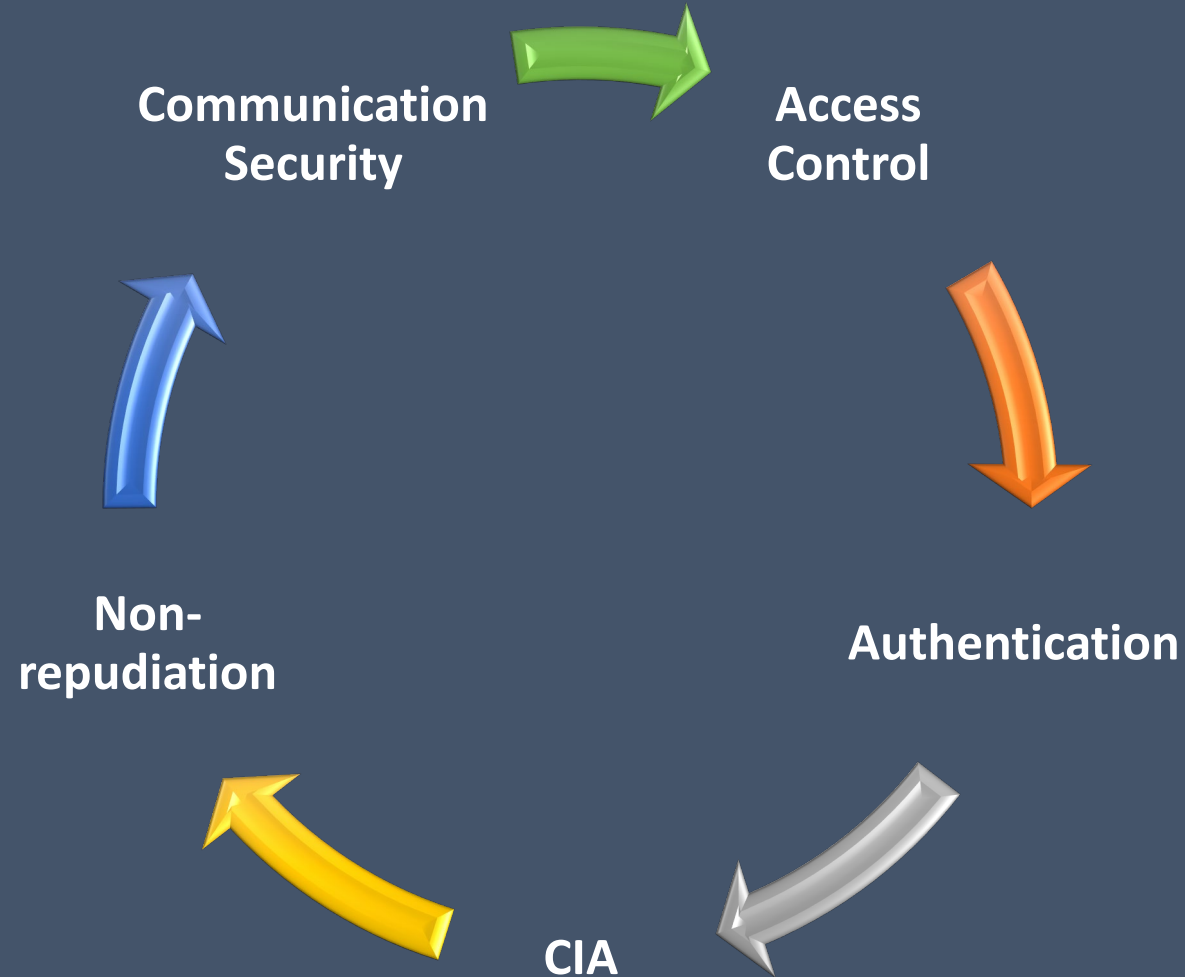 Communication
Security
Access
Control
Authentication
CIA
Non-
repudiation